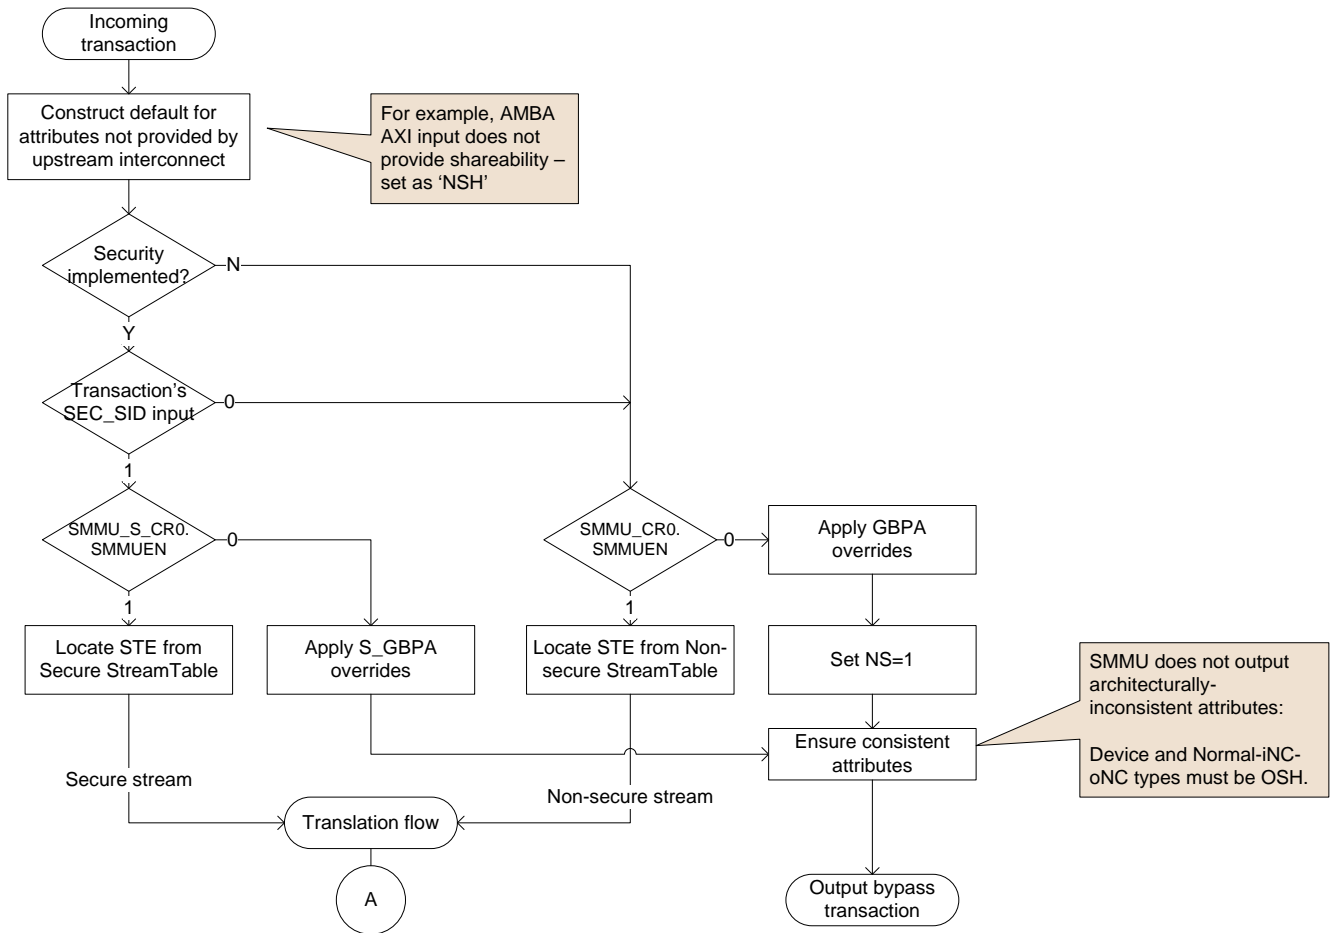 Incoming
transaction
Construct default for
attributes not provided by
upstream interconnect
For example, AMBA
AXI input does not
provide shareability –
set as ‘NSH’
Security
implemented?
N
Y
Transaction’s
SEC_SID input
0
1
SMMU_S_CR0.
SMMUEN
0
1
SMMU_CR0.
SMMUEN
0
1
Apply GBPA
overrides
Locate STE from
Secure StreamTable
Apply S_GBPA
overrides
Locate STE from Non-
secure StreamTable
Set NS=1
SMMU does not output
architecturally-
inconsistent attributes:
Device and Normal-iNC-
oNC types must be OSH.
Ensure consistent
attributes
Secure stream
Non-secure stream
Translation flow
A
Output bypass
transaction